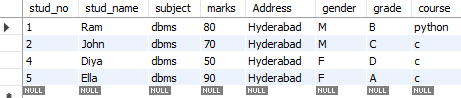 stud_no stud_name subject marks Address gender grade course
1 Ram dbms 80 Hyderabad M B python
2 John dbms 70 Hyderabad M C c
4 Diya dbms 50 Hyderabad F D c
5 Ella dbms 90 Hyderabad F A c
NULL NULL NULL NULL NULL NULL NULL NULL